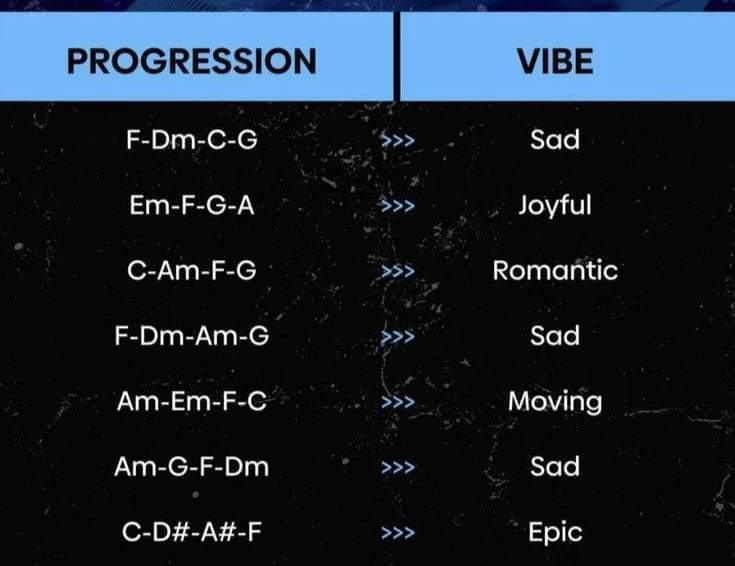 PROGRESSION VIBE
F-Dm-C-G >>> Sad
Em-F-G-A >>> Joyful
C-Am-F-G >>> Romantic
F-Dm-Am-G >>> Sad
Am-Em-F-C >>> Moving
Am-G-F-Dm >>> Sad
C-D#-A#-F >>> Epic